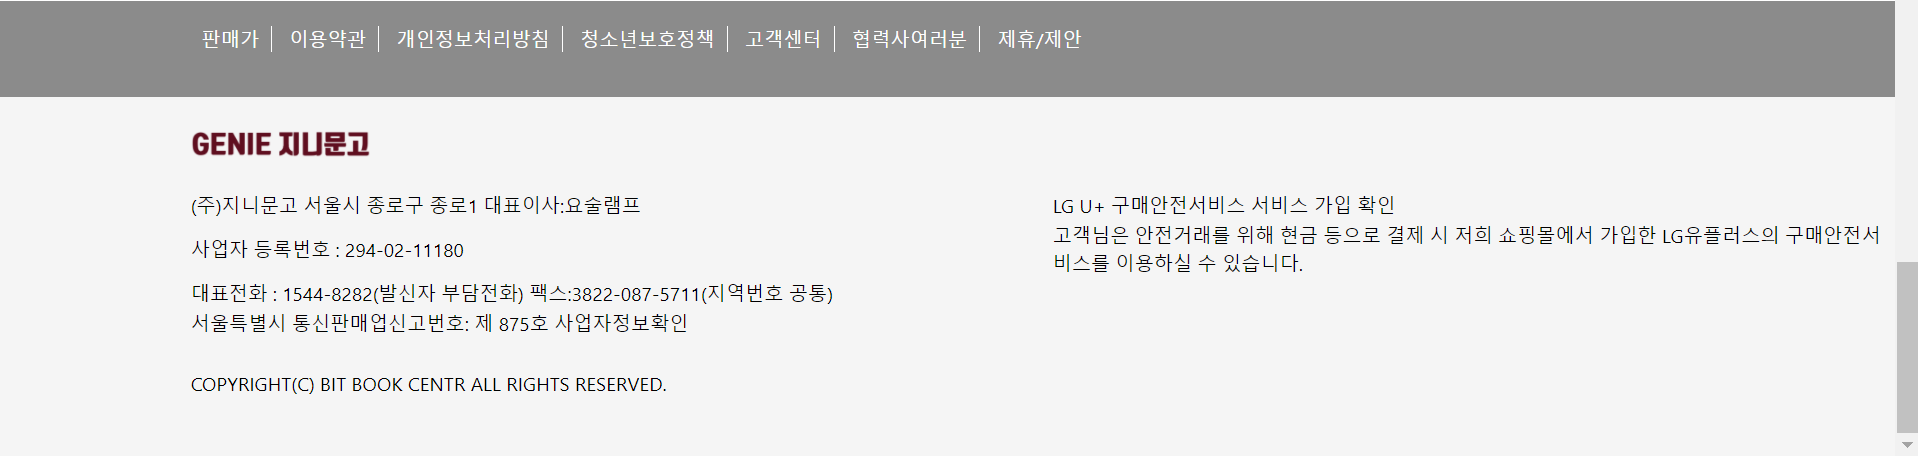 판매가 이용약관 개인정보처리방침 청소년보호정책 고객센터 협력사여러분 제휴/제안
GENIE 지니문고
(주)지니문고 서울시 종로구 종로1 대표이사:요술램프
사업자 등록번호 : 294-02-11180
대표전화 : 1544-8282(발신자 부담전화) 팩스:3822-087-5711(지역번호 공통)
서울특별시 통신판매업신고번호: 제 875호 사업자정보확인
COPYRIGHT(C) BIT BOOK CENTR ALL RIGHTS RESERVED.
LG U+ 구매안전서비스 서비스 가입 확인
고객님은 안전거래를 위해 현금 등으로 결제 시 저희 쇼핑몰에서 가입한 LG유플러스의 구매안전서
비스를 이용하실 수 있습니다.